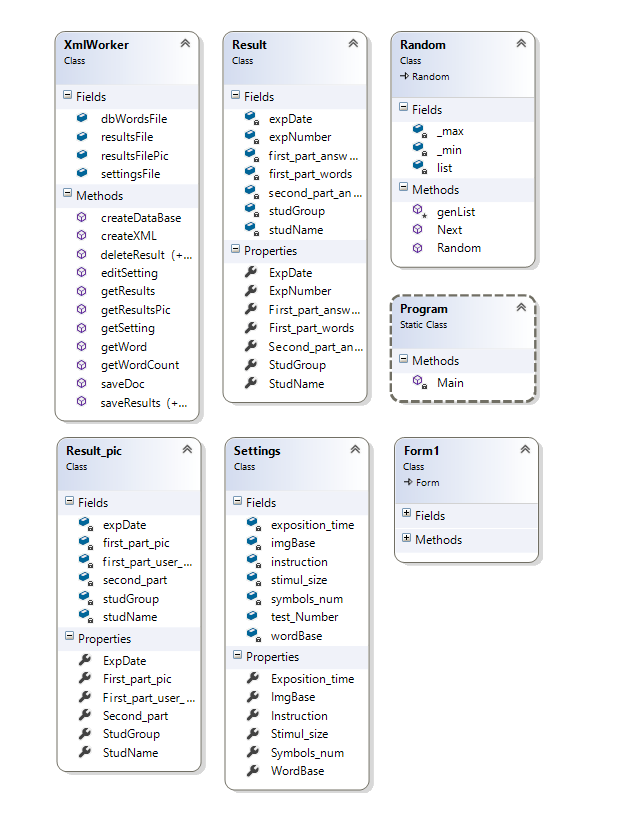 XmlWorker
Class
Fields
dbWordsFile
resultsFile
resultsFilePic
settingsFile
Methods
createDataBase
createXML
deleteResult (+...
editSetting
getResults
getResultsPic
getSetting
getWord
getWordCount
saveDoc
saveResults (+...
Result
Class
Fields
expDate
expNumber
first_part_answ...
first_part_words
second_part_an...
studGroup
studName
Properties
ExpDate
ExpNumber
First_part_answ...
First_part_words
Second_part_an...
StudGroup
StudName
Random
Class
Random
Fields
_max
_min
list
Methods
genList
Next
Random
Program
Static Class
Methods
Main
Result_pic
Class
Fields
expDate
first_part_pic
first_part_user_...
second_part
studGroup
studName
Properties
ExpDate
First_part_pic
First_part_user_...
Second_part
StudGroup
StudName
Settings
Class
Fields
exposition_time
imgBase
instruction
stimul_size
symbols_num
test_Number
wordBase
Properties
Exposition_time
ImgBase
Instruction
Stimul_size
Symbols_num
WordBase
Form1
Class
Form
Fields
Methods